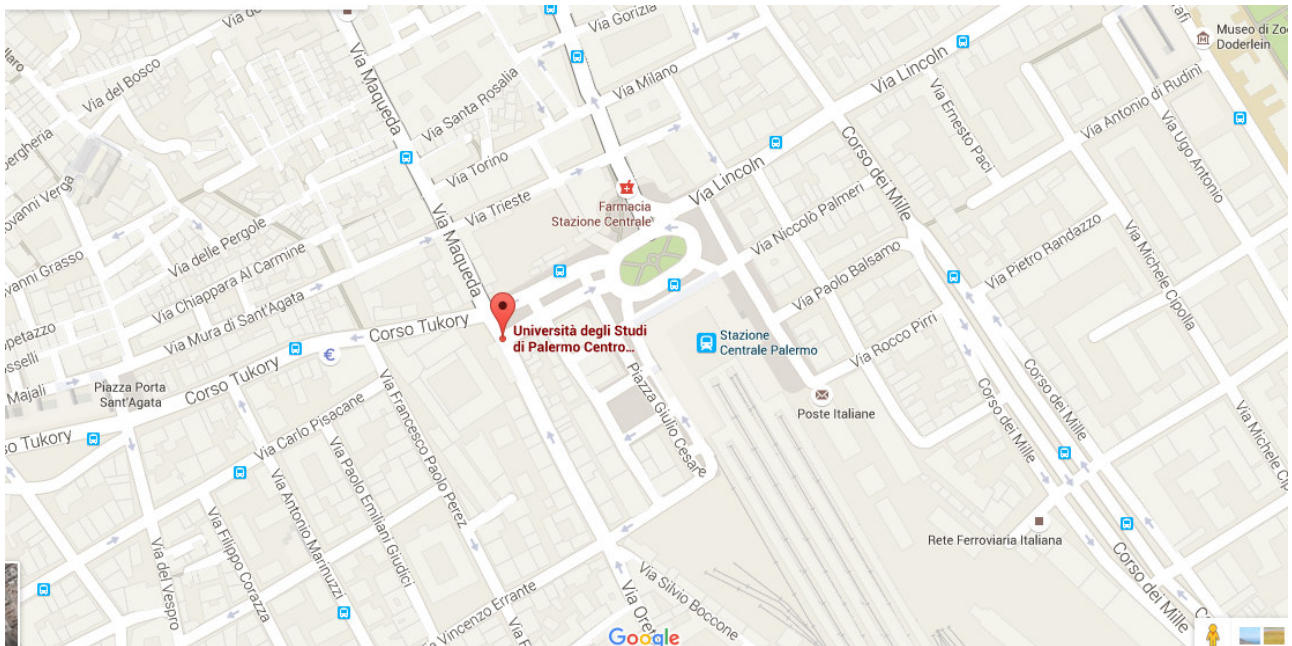 Via Gorizia
Museo di Zo
Doderlein
Via del Bosco
Via Maqueda
Via Santa Rosalia
Via Milano
Via Lincoln
Via Ernesto Paci
Via Antonio di Rudinì
Via Ugo Antonio
Corso dei Mille
Via Torino
Via Trieste
Farmacia
Stazione Centrale
Via Lincoln
Via Niccolò Palmeri
Via Maqueda
Via delle Pergole
Via Chiappara Al Carmine
Via Mura di Sant'Agata
Via Paolo Balsamo
Via Pietro Randazzo
Via Michele Cipolla
Corso Tukory
Università degli Studi
di Palermo Centro...
Stazione
Centrale Palermo
Via Rocco Pirri
€
Piazza Porta
Sant'Agata
Majali
Corso Tukory
Via Carlo Pisacane
Via Francesco Paolo Perez
Piazza Giulio Cesare
Poste Italiane
Corso dei Mille
Corso dei Mille
Via Michele Cip
so Tukory
Via Paolo Emiliani Giudici
Via Antonio Marinuzzi
Via Filippo Corazza
Via del Vespro
Rete Ferroviaria Italiana
Corso dei Mille
Via Vincenzo Errante
Via Silvio Boccone
Via Oreto
Google